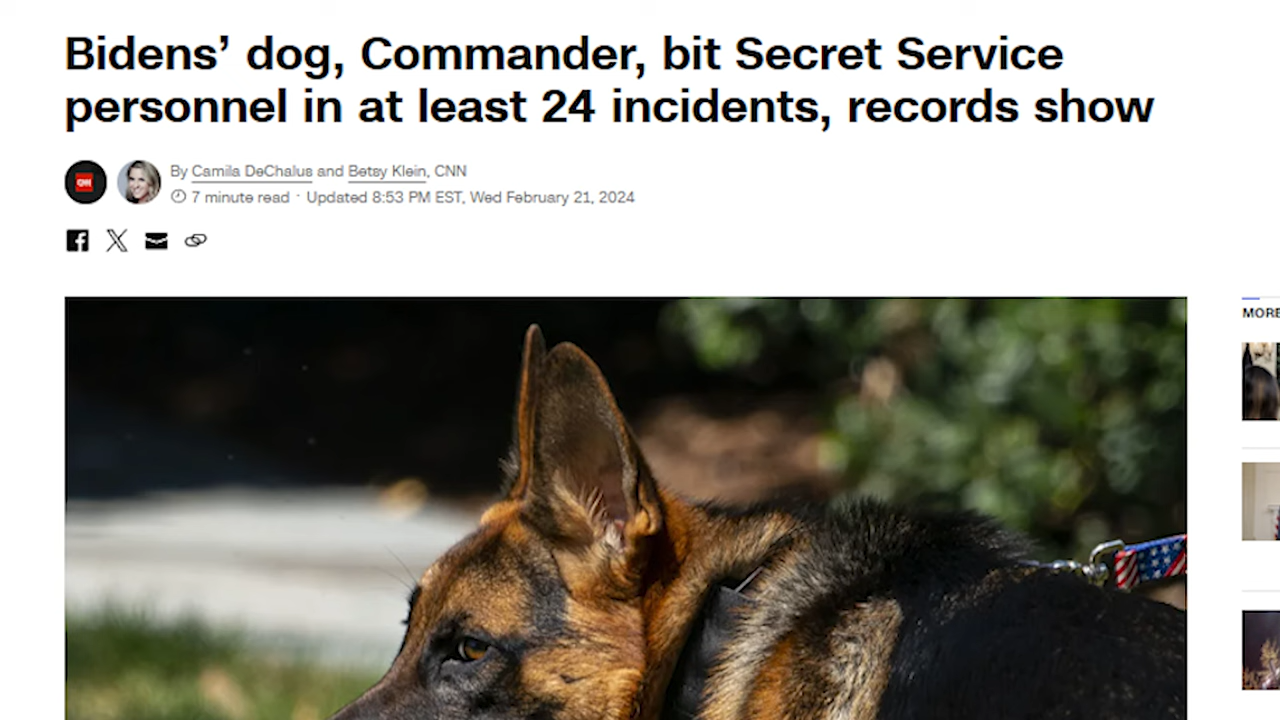 Bidens’ dog, Commander, bit Secret Service
personnel in at least 24 incidents, records show
CNN
By Camila DeChalus and Betsy Klein, CNN
7 minute read · Updated 8:53 PM EST, Wed February 21, 2024
MORE